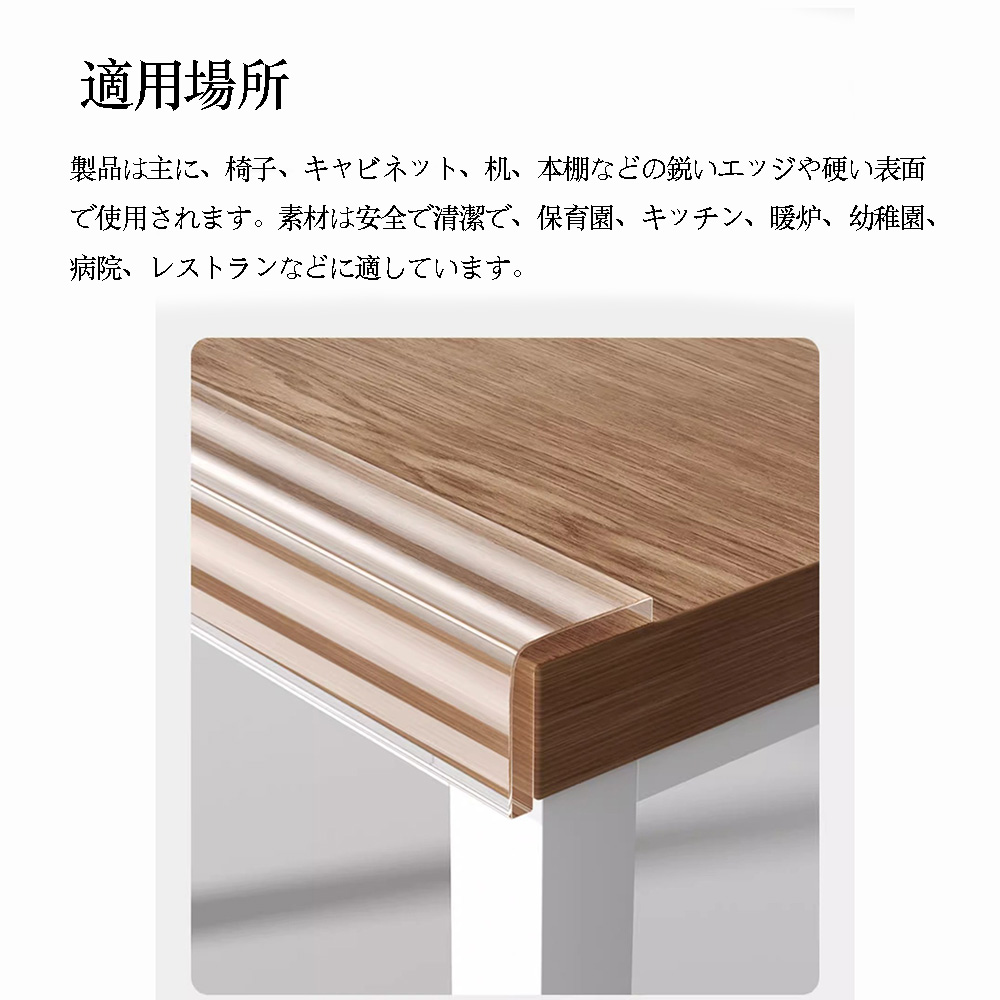 適用場所
製品は主に、椅子、キャビネット、机、本棚などの鋭いエッジや硬い表面
で使用されます。素材は安全で清潔で、保育園、キッチン、暖炉、幼稚園、
病院、レストランなどに適しています。